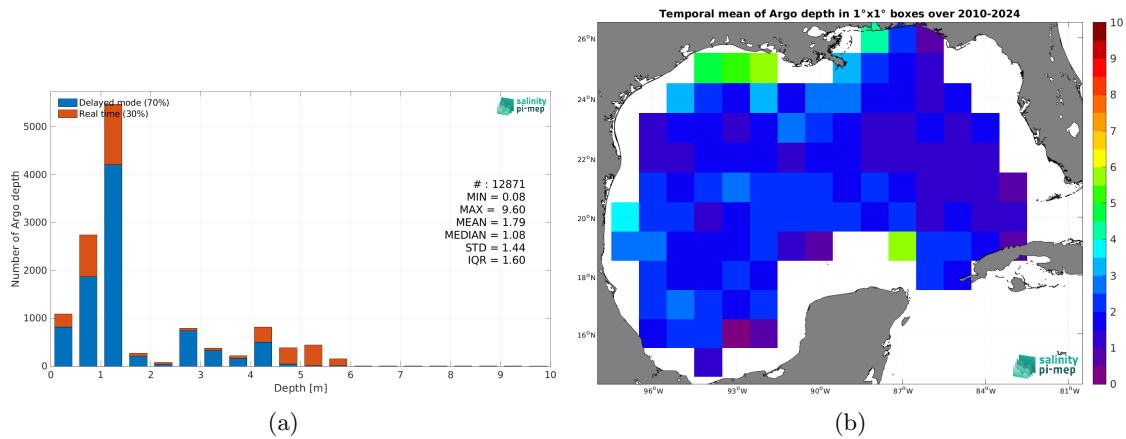 Delayed mode (70%)
Real time (30%)
salinity
pi-mep
# : 12871
MIN = 0.08
MAX = 9.60
MEAN = 1.79
MEDIAN = 1.08
STD = 1.44
IQR = 1.60
Number of Argo depth
5000
4000
3000
2000
1000
0
0 1 2 3 4 5 6 7 8 9 10
Depth [m]
(a)
Temporal mean of Argo depth in 1°x1° boxes over 2010-2024
26°N
24°N
22°N
20°N
18°N
16°N
96°W 93°W 90°W 87°W 84°W 81°W
salinity
pi-mep
10
9
8
7
6
5
4
3
2
1
0
(b)